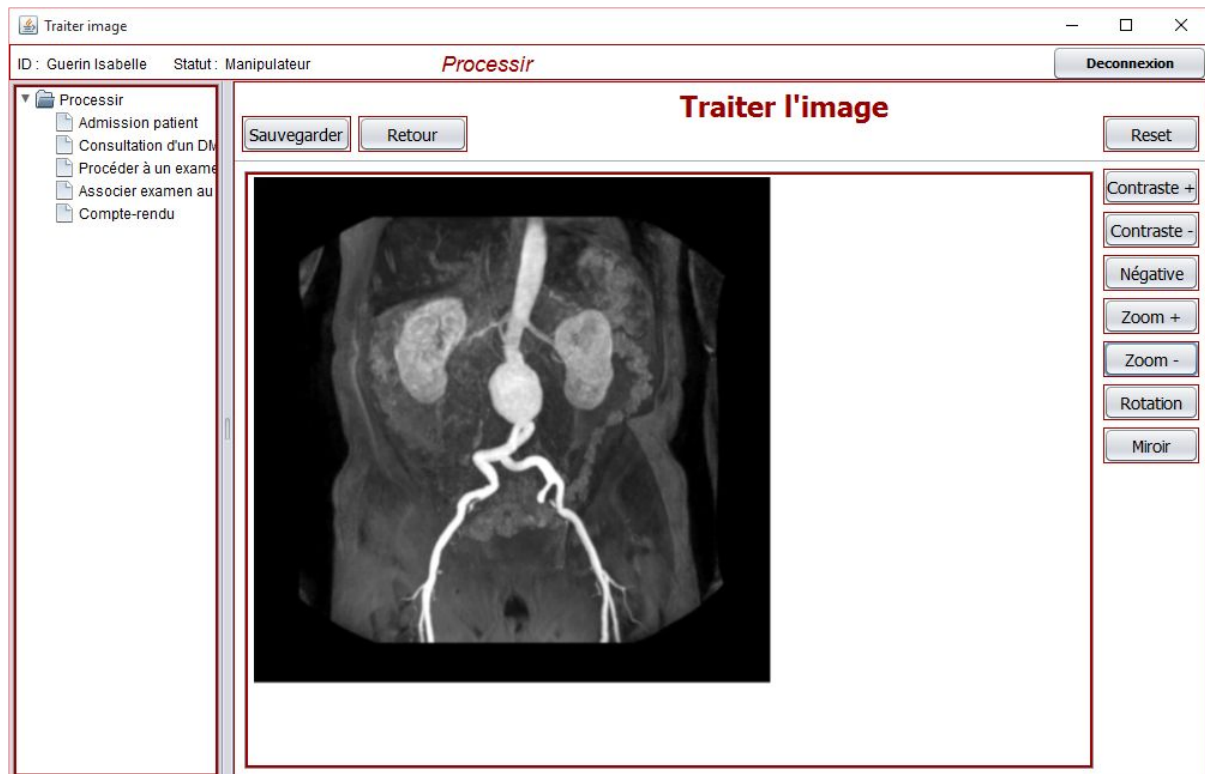 Traiter image
ID : Guerin Isabelle Statut : Manipulateur Processir Deconnexion
Processir
Admission patient
Consultation d'un DM
Procéder à un exame
Associer examen au
Compte-rendu
Traiter l'image
Sauvegarder Retour Reset
Contraste +
Contraste -
Négative
Zoom +
Zoom -
Rotation
Miroir